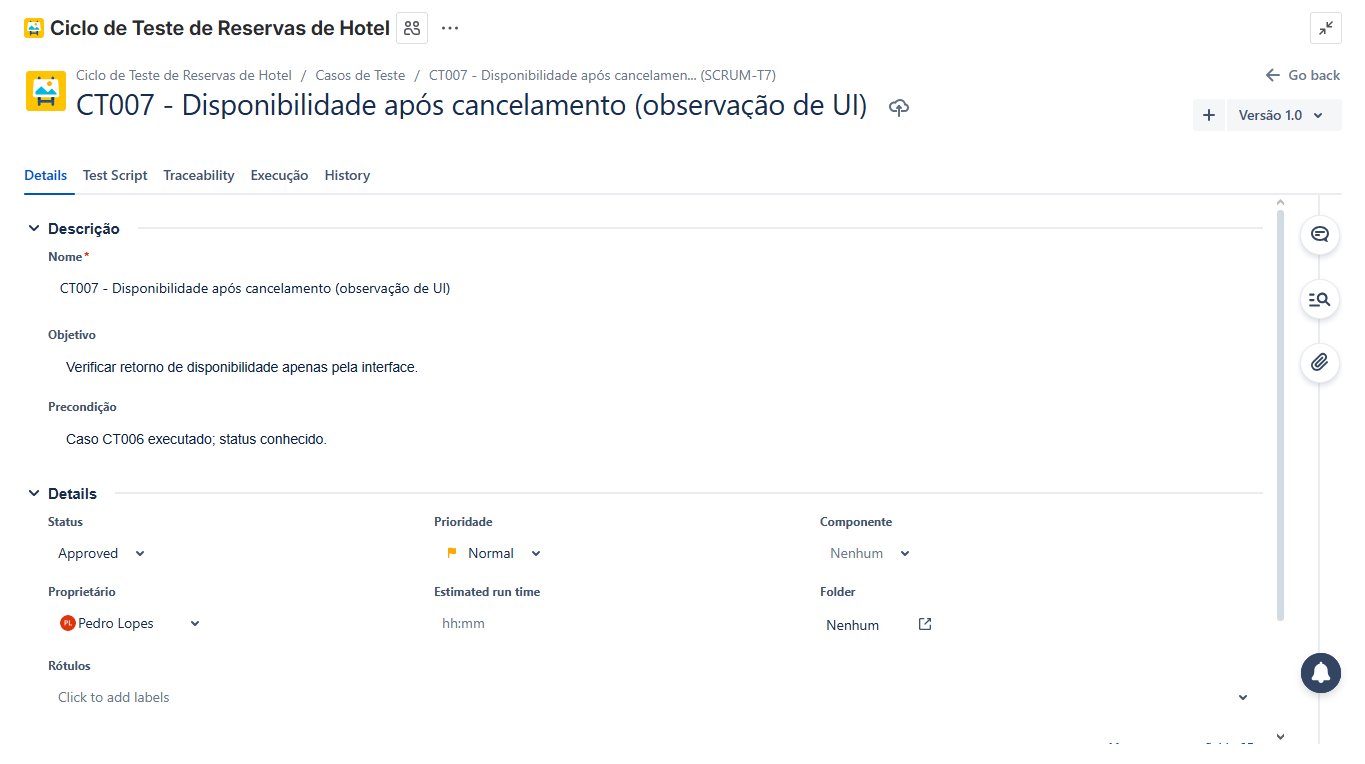 Ciclo de Teste de Reservas de Hotel
Ciclo de Teste de Reservas de Hotel / Casos de Teste / CT007 - Disponibilidade após cancelamen... (SCRUM-T7)
Go back
CT007 - Disponibilidade após cancelamento (observação de UI)
Versão 1.0
Details Test Script Traceability Execução History
Descrição
Nome*
CT007 - Disponibilidade após cancelamento (observação de UI)
Objetivo
Verificar retorno de disponibilidade apenas pela interface.
Precondição
Caso CT006 executado; status conhecido.
Details
Status Prioridade Componente
Approved Normal Nenhum
Proprietário Estimated run time Folder
PL Pedro Lopes hh:mm Nenhum
Rótulos
Click to add labels